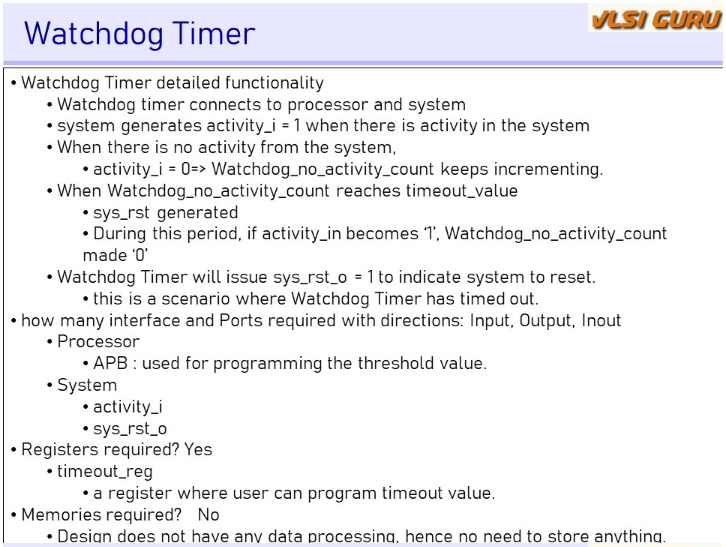 Watchdog Timer
VLSI GURU
• Watchdog Timer detailed functionality
• Watchdog timer connects to processor and system
• system generates activity_i = 1 when there is activity in the system
• When there is no activity from the system,
• activity_i = 0=> Watchdog_no_activity_count keeps incrementing.
• When Watchdog_no_activity_count reaches timeout_value
• sys_rst generated
• During this period, if activity_in becomes ‘1’, Watchdog_no_activity_count
made ‘0’
• Watchdog Timer will issue sys_rst_o = 1 to indicate system to reset.
• this is a scenario where Watchdog Timer has timed out.
• how many interface and Ports required with directions: Input, Output, Inout
• Processor
• APB : used for programming the threshold value.
• System
• activity_i
• sys_rst_o
• Registers required? Yes
• timeout_reg
• a register where user can program timeout value.
• Memories required? No
• Design does not have any data processing, hence no need to store anything.